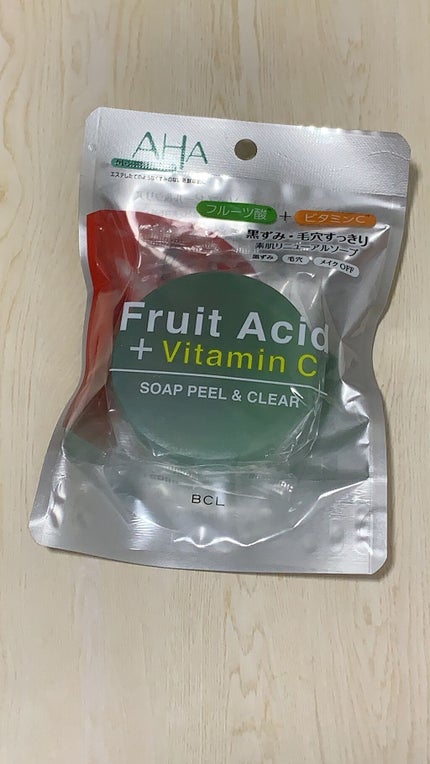 AHA
フルーツ酸 + ビタミンC
黒ずみ・毛穴すっきり
素肌リニューアルソープ
黒ずみ 毛穴 メイクOFF
Fruit Acid
+ Vitamin C
SOAP PEEL & CLEAR
BCL